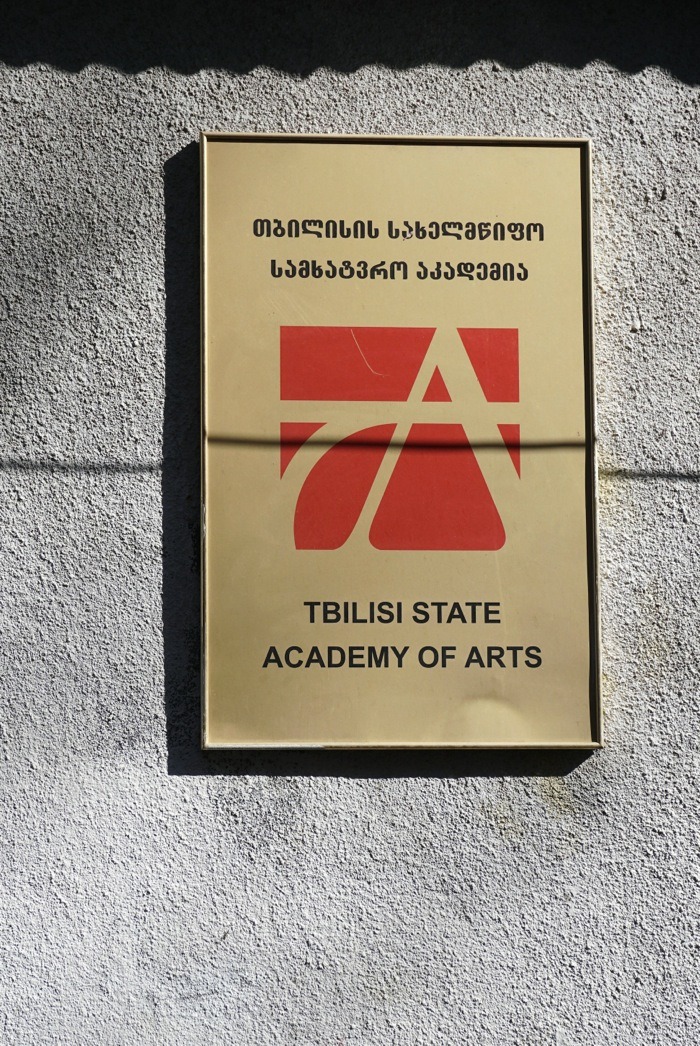 თბილისის სახელმწიფო
სამხატვრო აკადემია
TBILISI STATE
ACADEMY OF ARTS